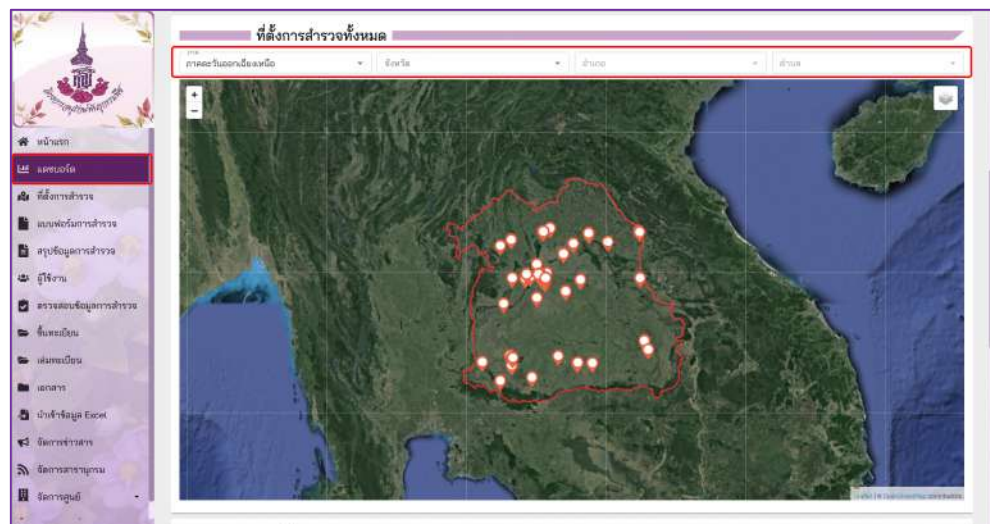 ที่ตั้งการสำรวจทั้งหมด
ภาค
ภาคตะวันออกเฉียงเหนือ
จังหวัด
อำเภอ
ตำบล
+
−
หน้าแรก
แดชบอร์ด
ที่ตั้งการสำรวจ
แบบฟอร์มการสำรวจ
สรุปข้อมูลการสำรวจ
ผู้ใช้งาน
ตรวจสอบข้อมูลการสำรวจ
ขึ้นทะเบียน
เล่มทะเบียน
เอกสาร
นำเข้าข้อมูล Excel
จัดการข่าวสาร
จัดการสารานุกรม
จัดการศูนย์
Leaflet | © OpenStreetMap contributors